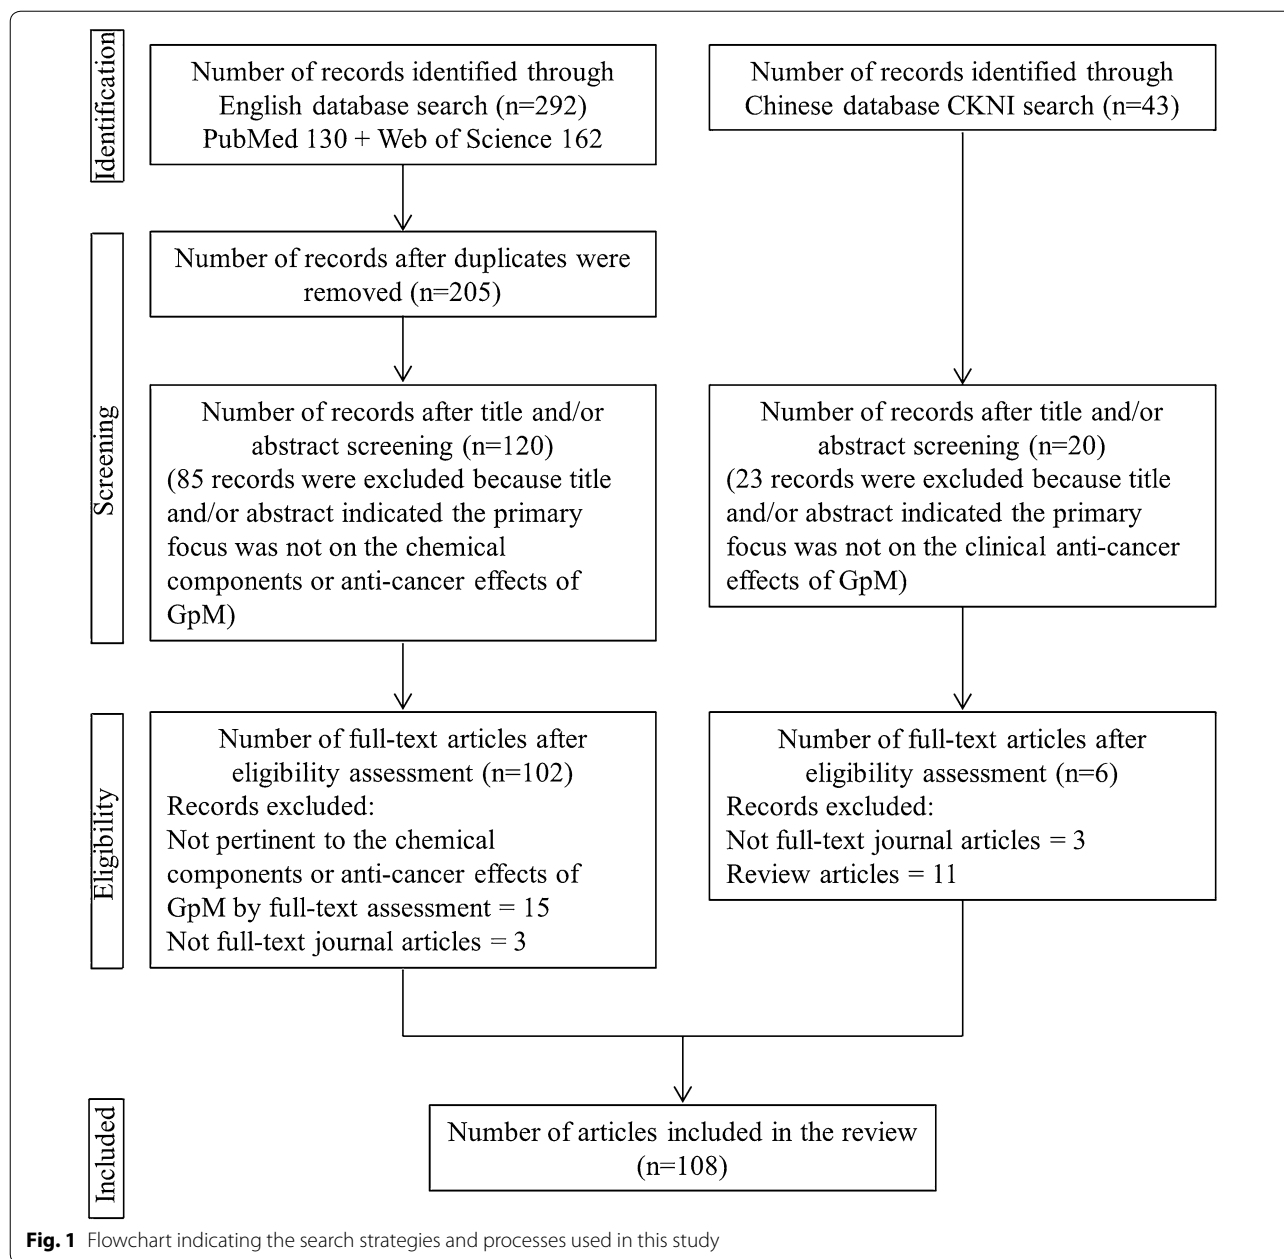 Identification
Number of records identified through
English database search (n=292)
PubMed 130 + Web of Science 162
Number of records identified through
Chinese database CKNI search (n=43)
Screening
Number of records after duplicates were
removed (n=205)
Number of records after title and/or
abstract screening (n=120)
(85 records were excluded because title
and/or abstract indicated the primary
focus was not on the chemical
components or anti-cancer effects of
GpM)
Number of records after title and/or
abstract screening (n=20)
(23 records were excluded because title
and/or abstract indicated the primary
focus was not on the clinical anti-cancer
effects of GpM)
Eligibility
Number of full-text articles after
eligibility assessment (n=102)
Records excluded:
Not pertinent to the chemical
components or anti-cancer effects of
GpM by full-text assessment = 15
Not full-text journal articles = 3
Number of full-text articles after
eligibility assessment (n=6)
Records excluded:
Not full-text journal articles = 3
Review articles = 11
Included
Number of articles included in the review
(n=108)
Fig. 1 Flowchart indicating the search strategies and processes used in this study